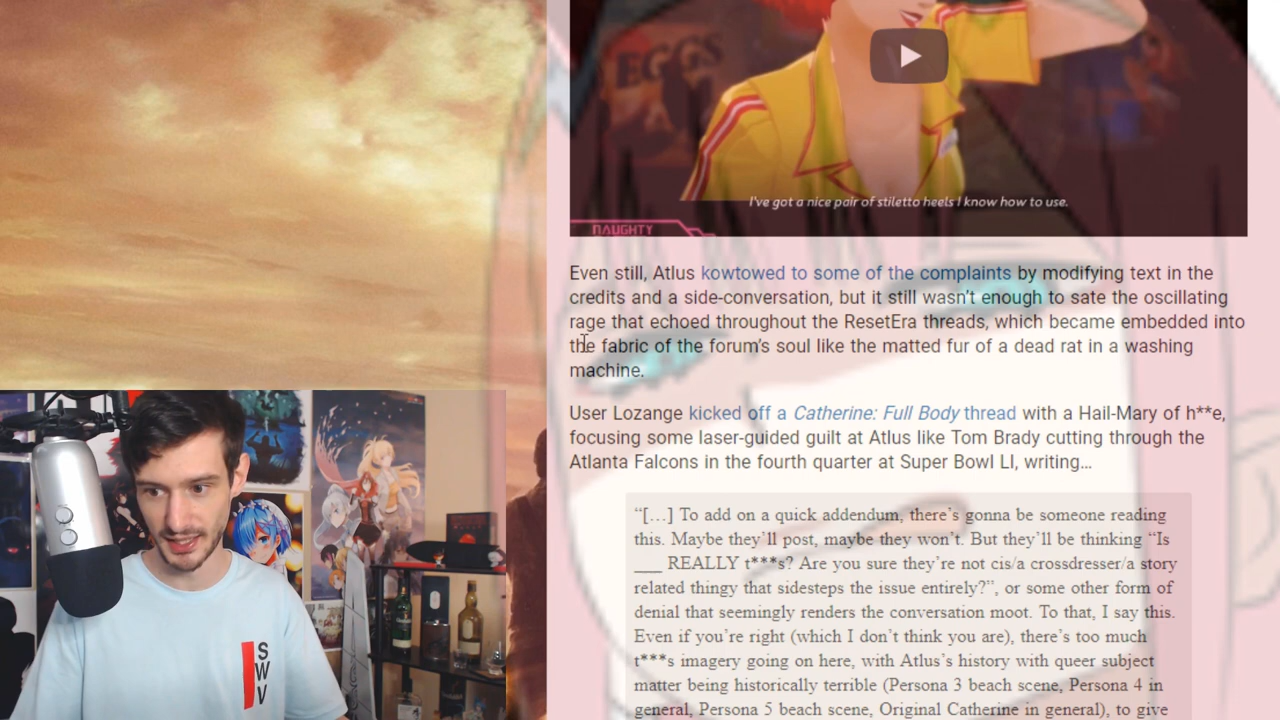 EGGS
I've got a nice pair of stiletto heels I know how to use.
NAUGHTY
Even still, Atlus kowtowed to some of the complaints by modifying text in the
credits and a side-conversation, but it still wasn't enough to sate the oscillating
rage that echoed throughout the ResetEra threads, which became embedded into
the fabric of the forum's soul like the matted fur of a dead rat in a washing
machine.
User Lozange kicked off a Catherine: Full Body thread with a Hail-Mary of h**e,
focusing some laser-guided guilt at Atlus like Tom Brady cutting through the
Atlanta Falcons in the fourth quarter at Super Bowl LI, writing…
“[…] To add on a quick addendum, there’s gonna be someone reading
this. Maybe they’ll post, maybe they won’t. But they’ll be thinking “Is
___ REALLY t***s? Are you sure they’re not cis/a crossdresser/a story
related thingy that sidesteps the issue entirely?”, or some other form of
denial that seemingly renders the conversation moot. To that, I say this.
Even if you’re right (which I don’t think you are), there’s too much
t***s imagery going on here, with Atlus’s history with queer subject
matter being historically terrible (Persona 3 beach scene, Persona 4 in
general, Persona 5 beach scene, Original Catherine in general), to give
SWV